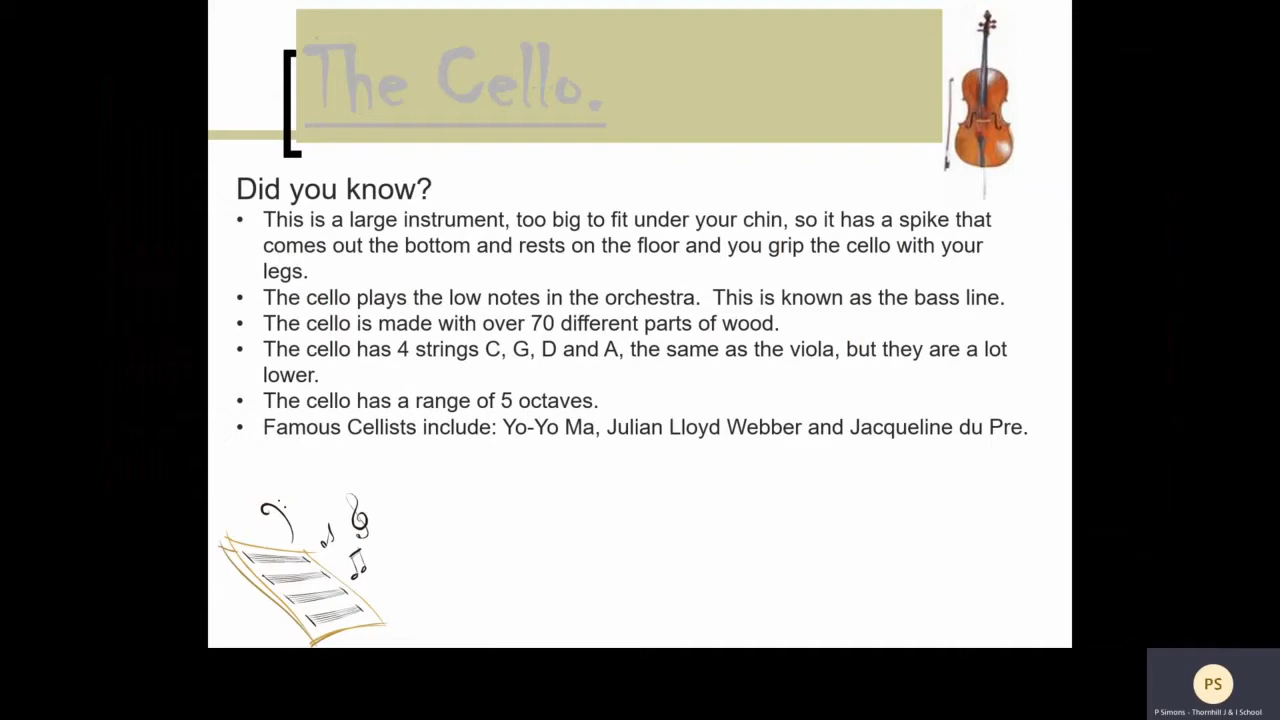 The Cello.
Did you know?
• This is a large instrument, too big to fit under your chin, so it has a spike that
comes out the bottom and rests on the floor and you grip the cello with your
legs.
• The cello plays the low notes in the orchestra.  This is known as the bass line.
• The cello is made with over 70 different parts of wood.
• The cello has 4 strings C, G, D and A, the same as the viola, but they are a lot
lower.
• The cello has a range of 5 octaves.
• Famous Cellists include: Yo-Yo Ma, Julian Lloyd Webber and Jacqueline du Pre.
PS
P Simons - Thornhill J & I School